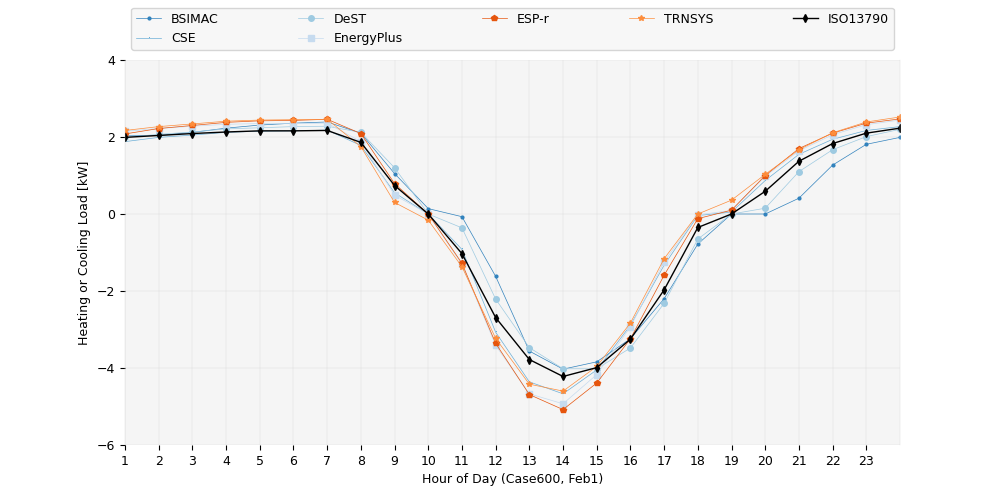 BSIMAC DeST ESP-r TRNSYS ISO13790
CSE EnergyPlus
Heating or Cooling Load [kW]
4
2
0
−2
−4
−6
1 2 3 4 5 6 7 8 9 10 11 12 13 14 15 16 17 18 19 20 21 22 23
Hour of Day (Case600, Feb1)